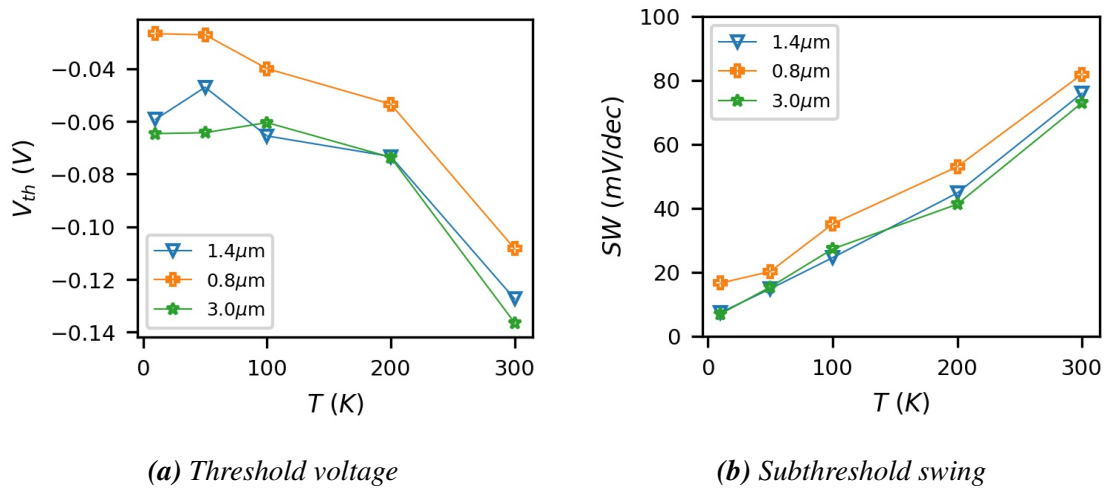 −0.04
−0.06
−0.08
−0.10
−0.12
−0.14
V_th (V)
1.4μm
0.8μm
3.0μm
0
100
200
300
T (K)
(a) Threshold voltage
100
80
60
40
20
0
SW (mV/dec)
1.4μm
0.8μm
3.0μm
0
100
200
300
T (K)
(b) Subthreshold swing